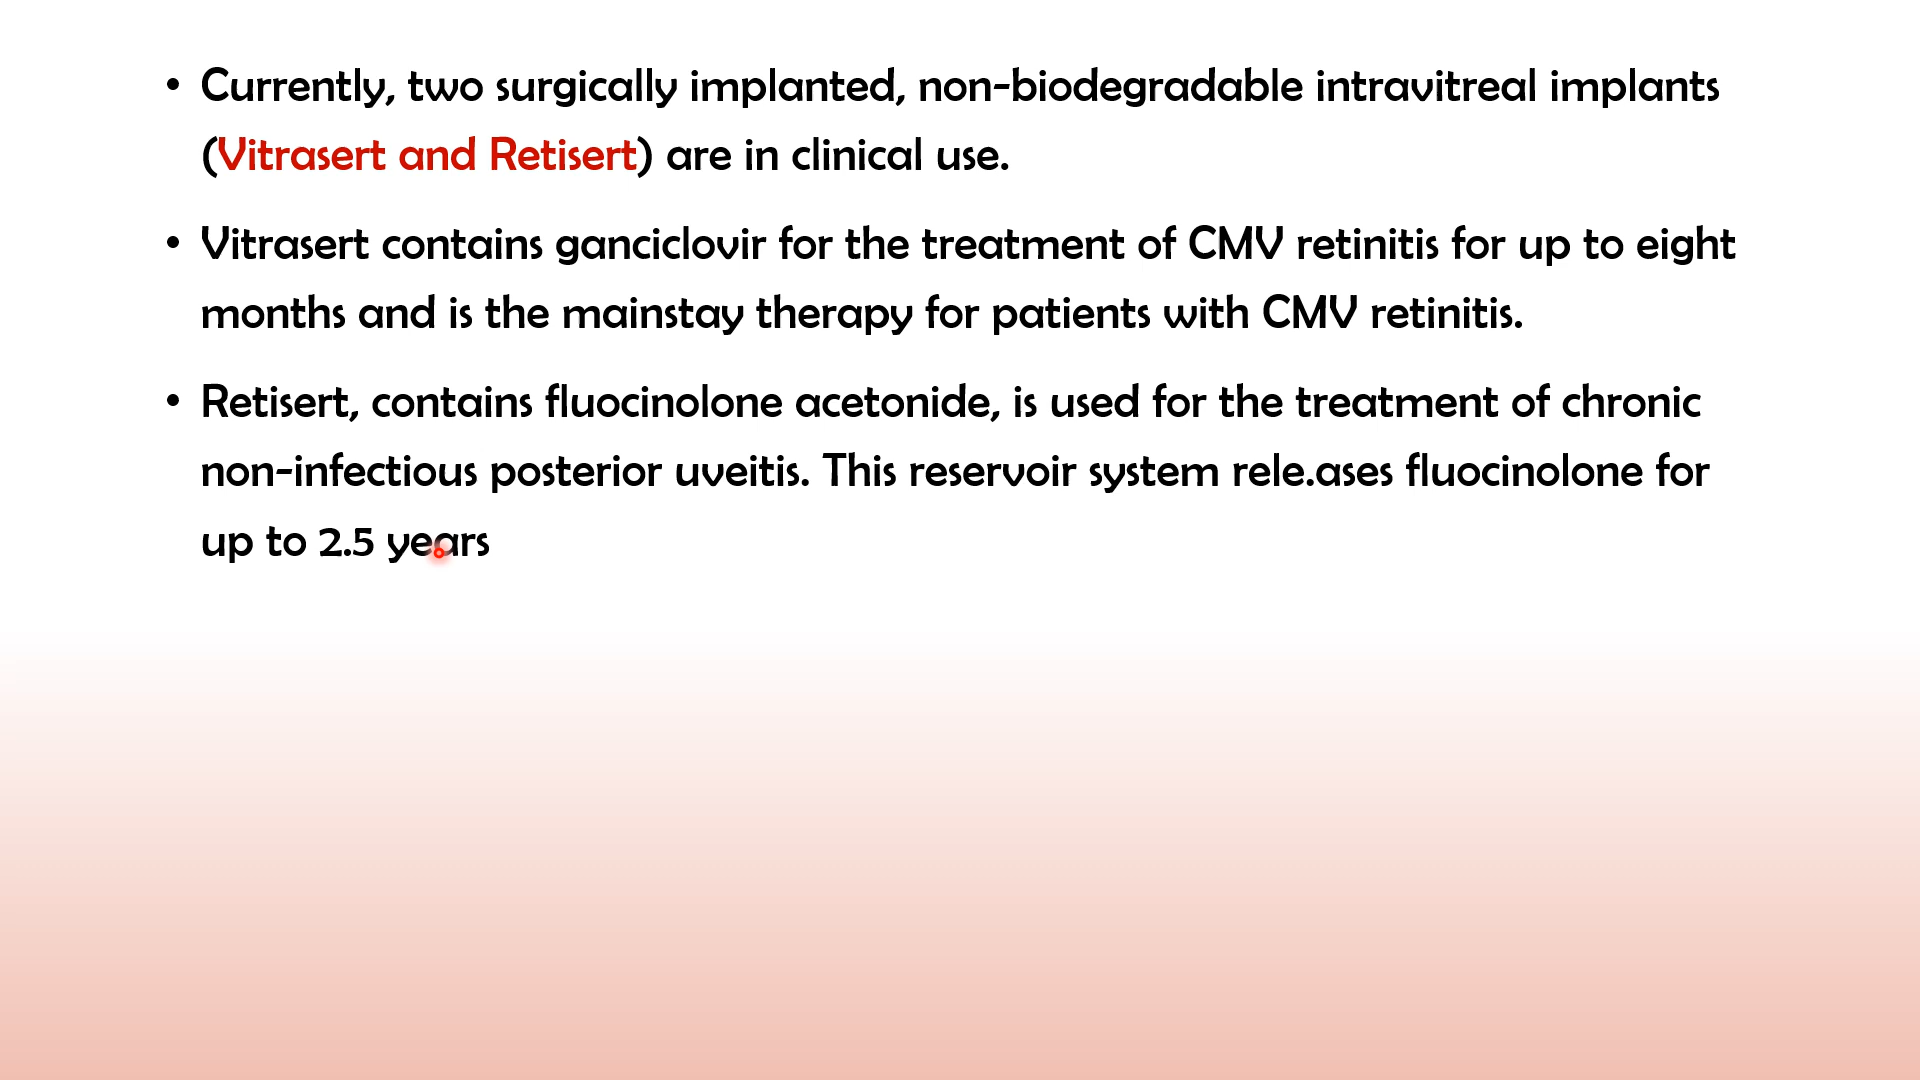 • Currently, two surgically implanted, non-biodegradable intravitreal implants
(Vitrasert and Retisert) are in clinical use.
• Vitrasert contains ganciclovir for the treatment of CMV retinitis for up to eight
months and is the mainstay therapy for patients with CMV retinitis.
• Retisert, contains fluocinolone acetonide, is used for the treatment of chronic
non-infectious posterior uveitis. This reservoir system rele.ases fluocinolone for
up to 2.5 years